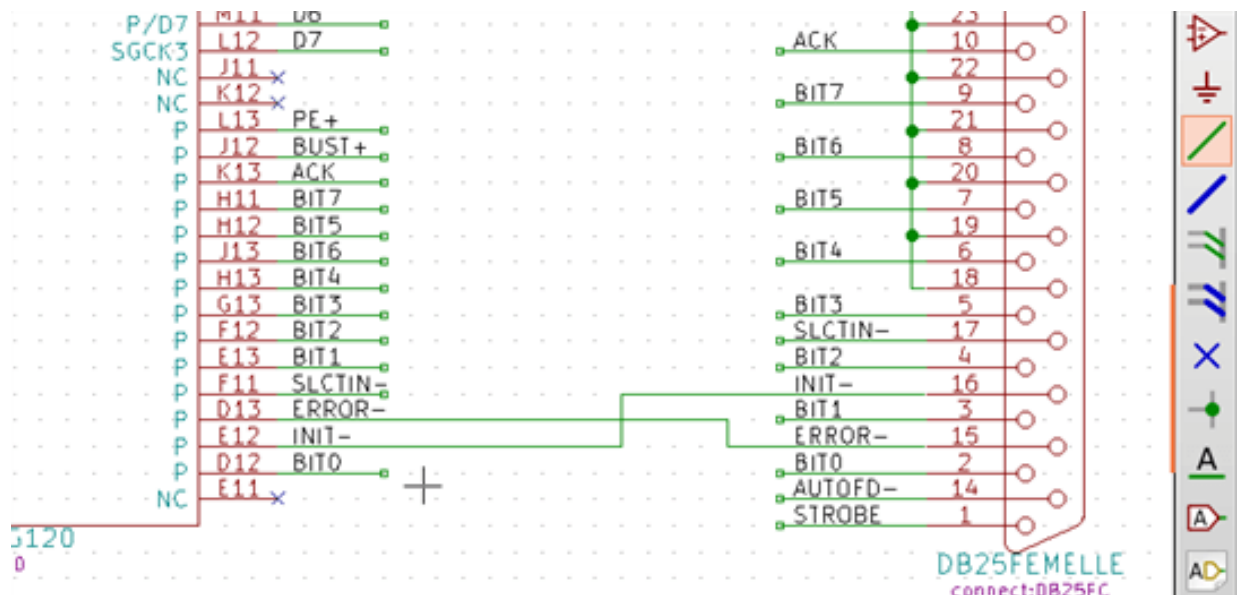 M11 D6
P/D7 L12 D7
SGCK3 J11
NC K12
NC L13 PE+
P J12 BUST+
P K13 ACK
P H11 BIT7
P H12 BIT5
P J13 BIT6
P H13 BIT4
P G13 BIT3
P F12 BIT2
P E13 BIT1
P F11 SLCTIN-
P D13 ERROR-
P E12 INIT-
P D12 BIT0
NC E11
G120
23
ACK 10
22
BIT7 9
21
BIT6 8
20
BIT5 7
19
BIT4 6
18
BIT3 5
SLCTIN- 17
BIT2 4
INIT- 16
BIT1 3
ERROR- 15
BIT0 2
AUTOFD- 14
STROBE 1
DB25FEMELLE
connect:DB25FC
A
A
AD